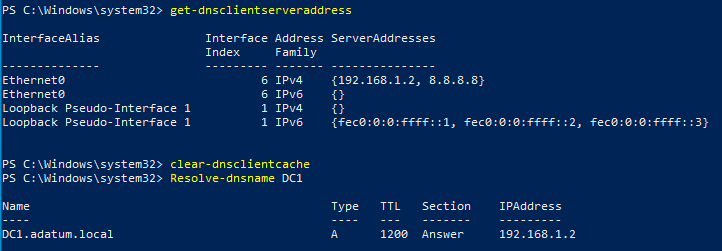 PS C:\Windows\system32> get-dnsclientserveraddress
InterfaceAlias Interface Address ServerAddresses
Index Family
-------------- --------- ------- ---------------
Ethernet0 6 IPv4 {192.168.1.2, 8.8.8.8}
Ethernet0 6 IPv6 {}
Loopback Pseudo-Interface 1 1 IPv4 {}
Loopback Pseudo-Interface 1 1 IPv6 {fec0:0:0:ffff::1, fec0:0:0:ffff::2, fec0:0:0:ffff::3}
PS C:\Windows\system32> clear-dnsclientcache
PS C:\Windows\system32> Resolve-dnsname DC1
Name Type TTL Section IPAddress
---- ---- --- ------- ---------
DC1.adatum.local A 1200 Answer 192.168.1.2